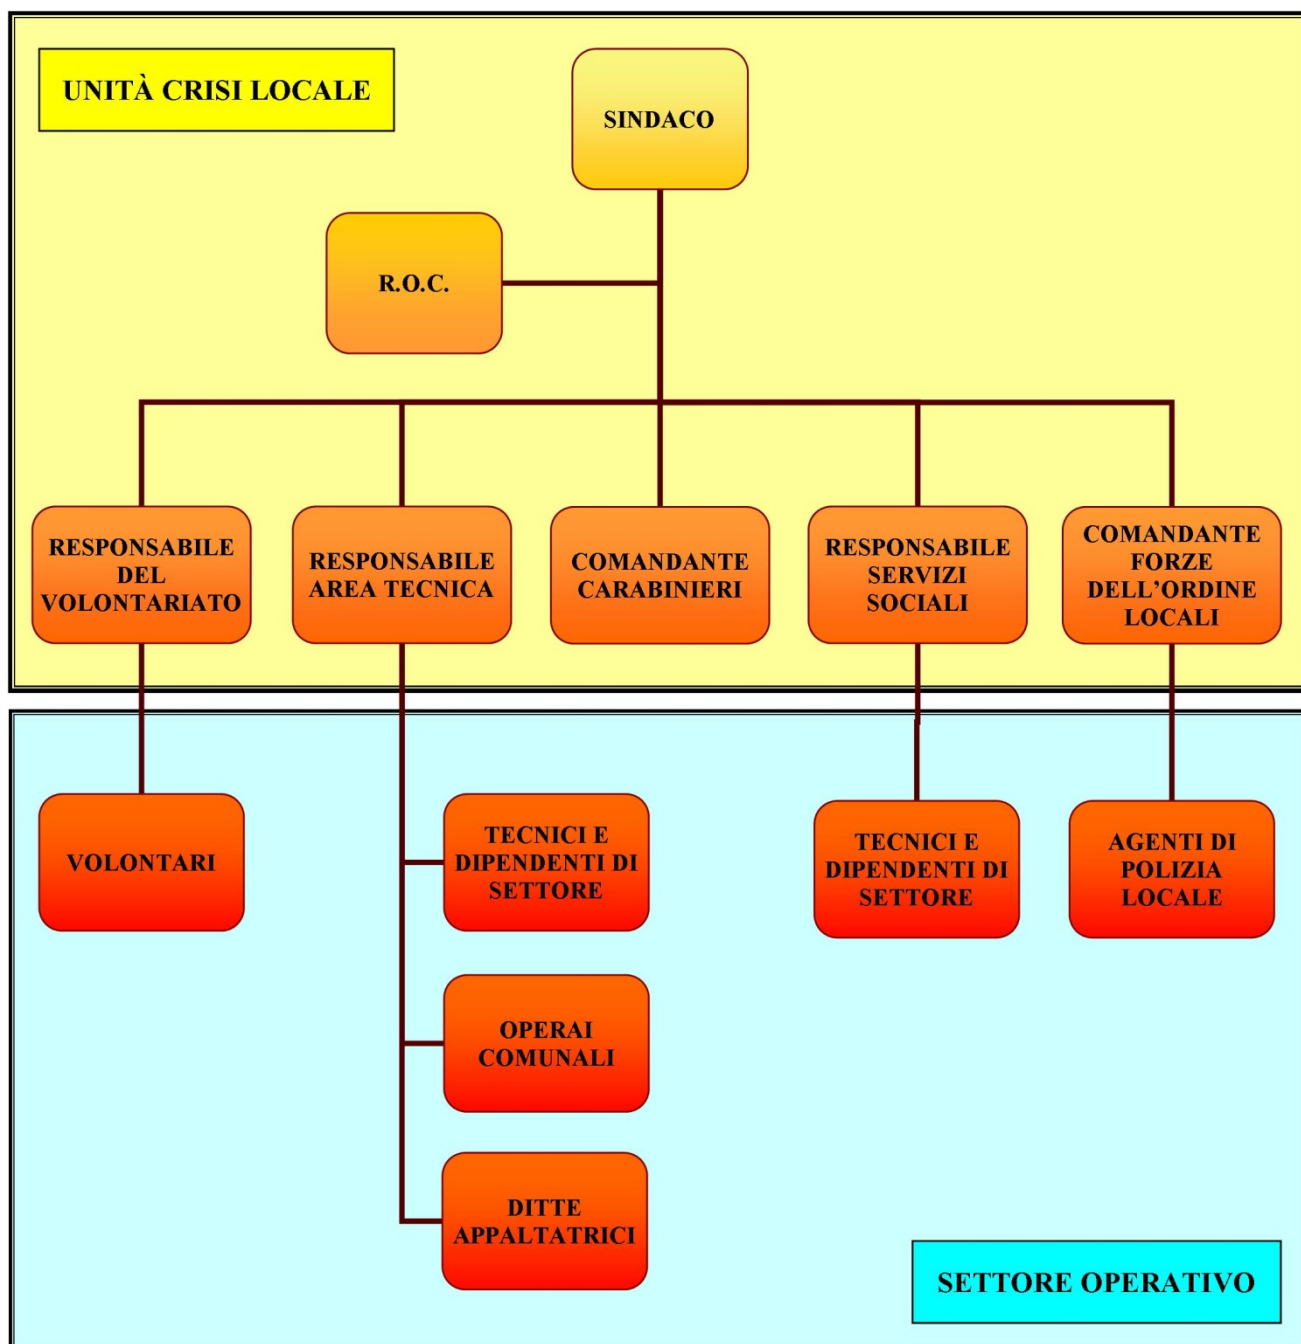 UNITÀ CRISI LOCALE
SINDACO
R.O.C.
RESPONSABILE
DEL
VOLONTARIATO
RESPONSABILE
AREA TECNICA
COMANDANTE
CARABINIERI
RESPONSABILE
SERVIZI
SOCIALI
COMANDANTE
FORZE
DELL’ORDINE
LOCALI
VOLONTARI
TECNICI E
DIPENDENTI DI
SETTORE
TECNICI E
DIPENDENTI DI
SETTORE
AGENTI DI
POLIZIA
LOCALE
OPERAI
COMUNALI
DITTE
APPALTATRICI
SETTORE OPERATIVO